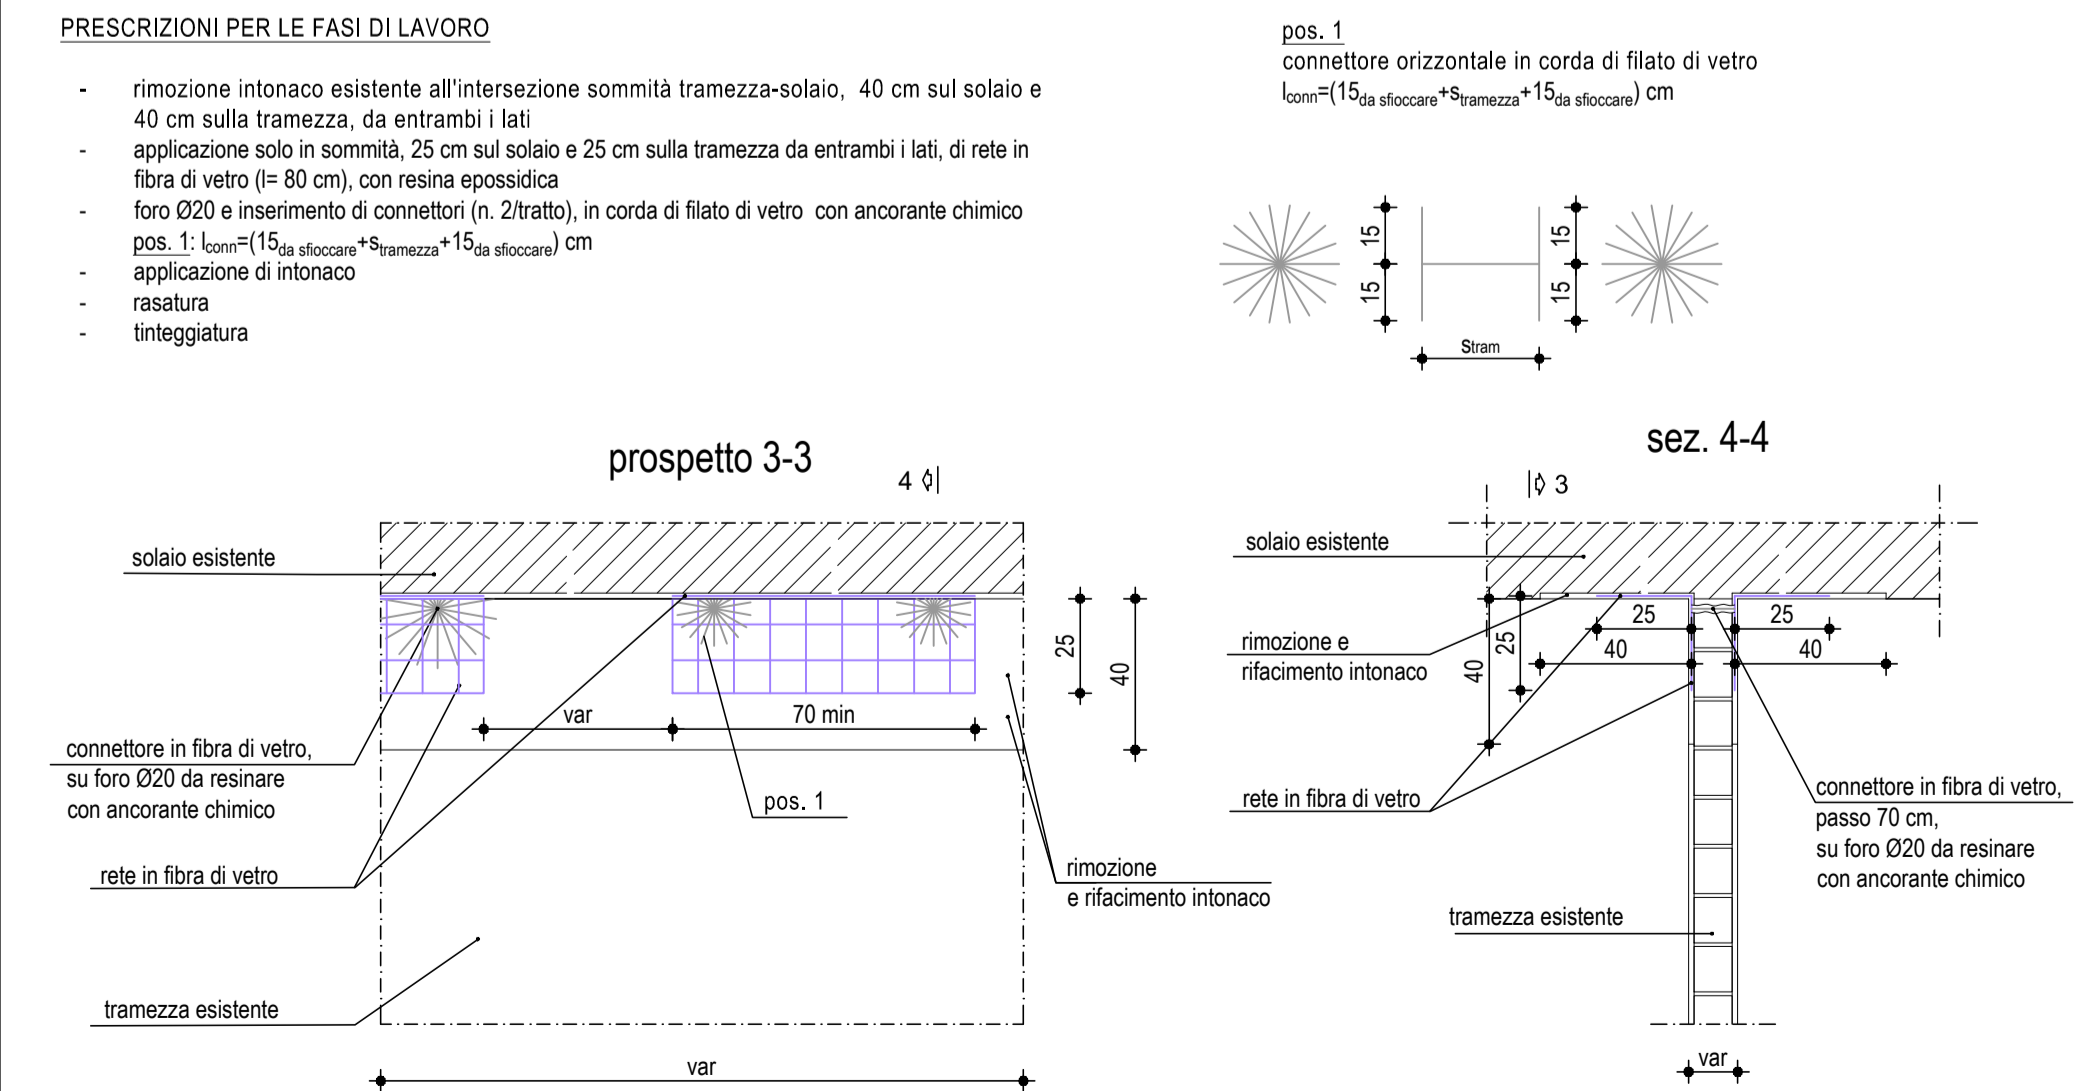 PRESCRIZIONI PER LE FASI DI LAVORO
- rimozione intonaco esistente all'intersezione sommità tramezza-solaio, 40 cm sul solaio e
40 cm sulla tramezza, da entrambi i lati
- applicazione solo in sommità, 25 cm sul solaio e 25 cm sulla tramezza da entrambi i lati, di rete in
fibra di vetro (l= 80 cm), con resina epossidica
- foro Ø20 e inserimento di connettori (n. 2/tratto), in corda di filato di vetro con ancorante chimico
pos. 1: lconn=(15da sfioccare+stramezza+15da sfioccare) cm
- applicazione di intonaco
- rasatura
- tinteggiatura
pos. 1
connettore orizzontale in corda di filato di vetro
lconn=(15da sfioccare+stramezza+15da sfioccare) cm
15
15
15
15
stram
prospetto 3-3
4
solaio esistente
25
40
var
70 min
connettore in fibra di vetro,
su foro Ø20 da resinare
con ancorante chimico
pos. 1
rete in fibra di vetro
rimozione
e rifacimento intonaco
tramezza esistente
var
sez. 4-4
3
solaio esistente
25
25
40
40
25
40
rimozione e
rifacimento intonaco
rete in fibra di vetro
connettore in fibra di vetro,
passo 70 cm,
su foro Ø20 da resinare
con ancorante chimico
tramezza esistente
var